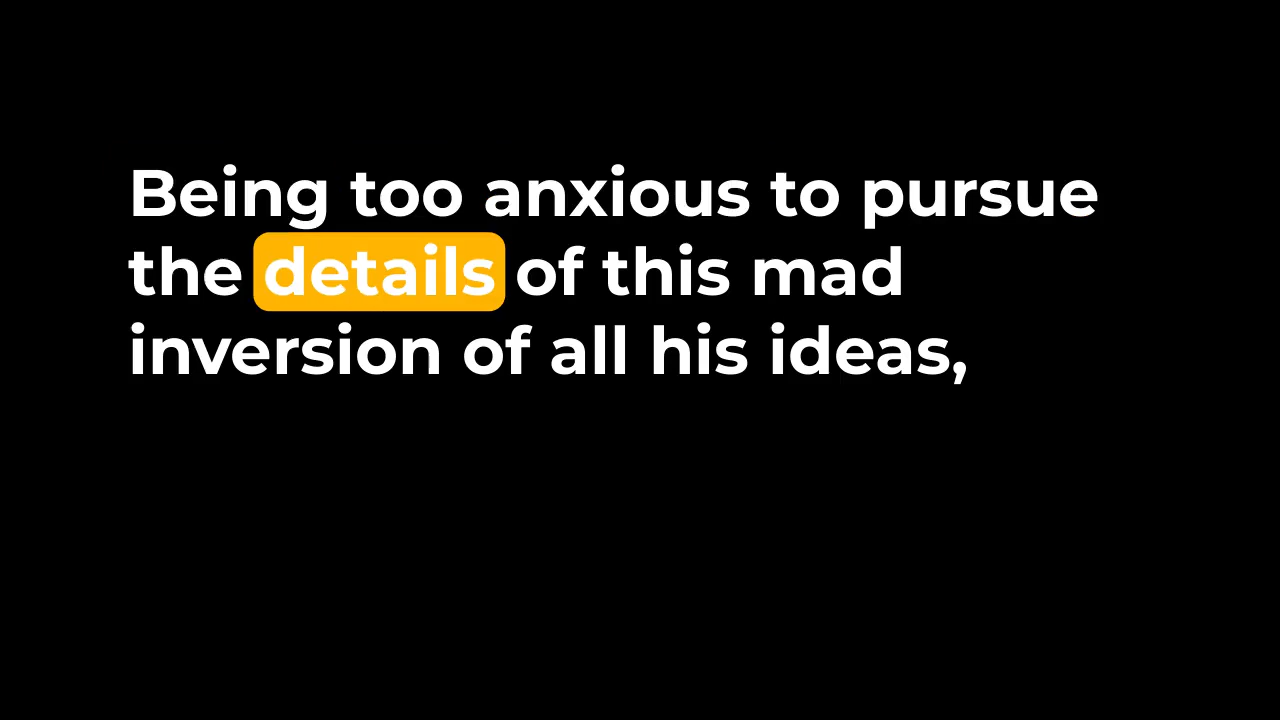 Being too anxious to pursue
the details of this mad
inversion of all his ideas,